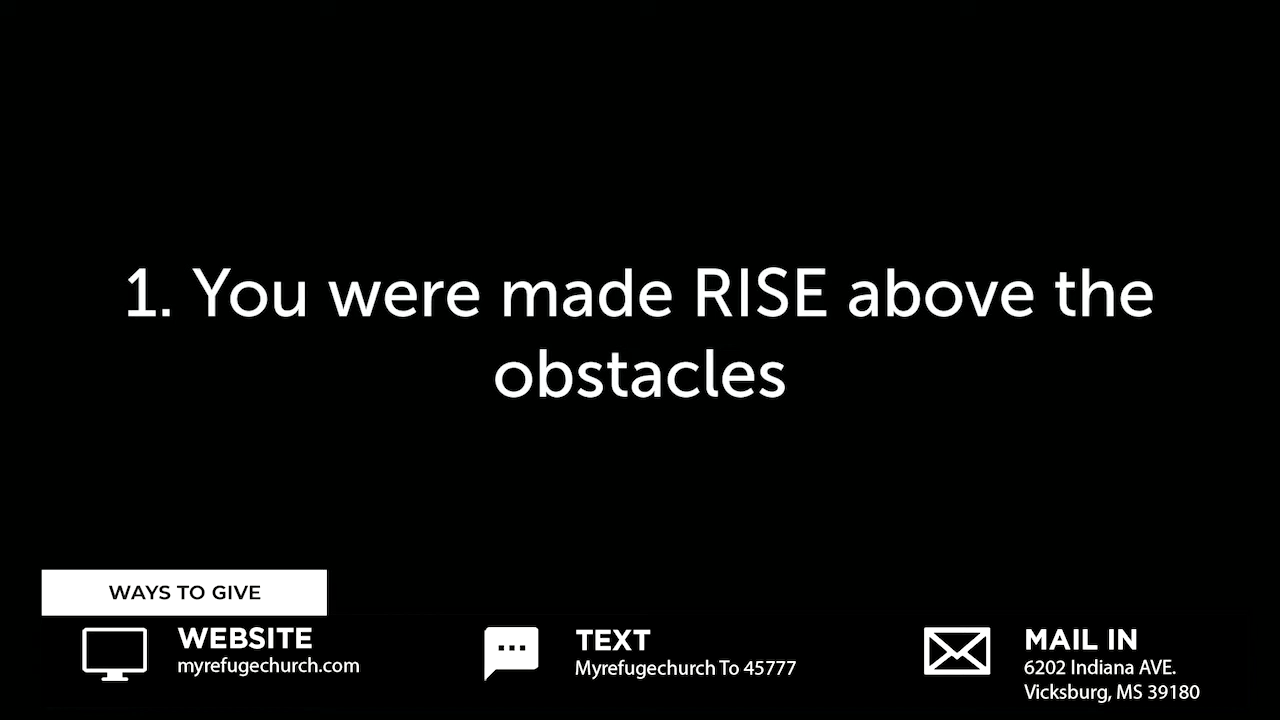 1. You were made RISE above the
obstacles
WAYS TO GIVE
WEBSITE
myrefugechurch.com
TEXT
Myrefugechurch To 45777
MAIL IN
6202 Indiana AVE.
Vicksburg, MS 39180